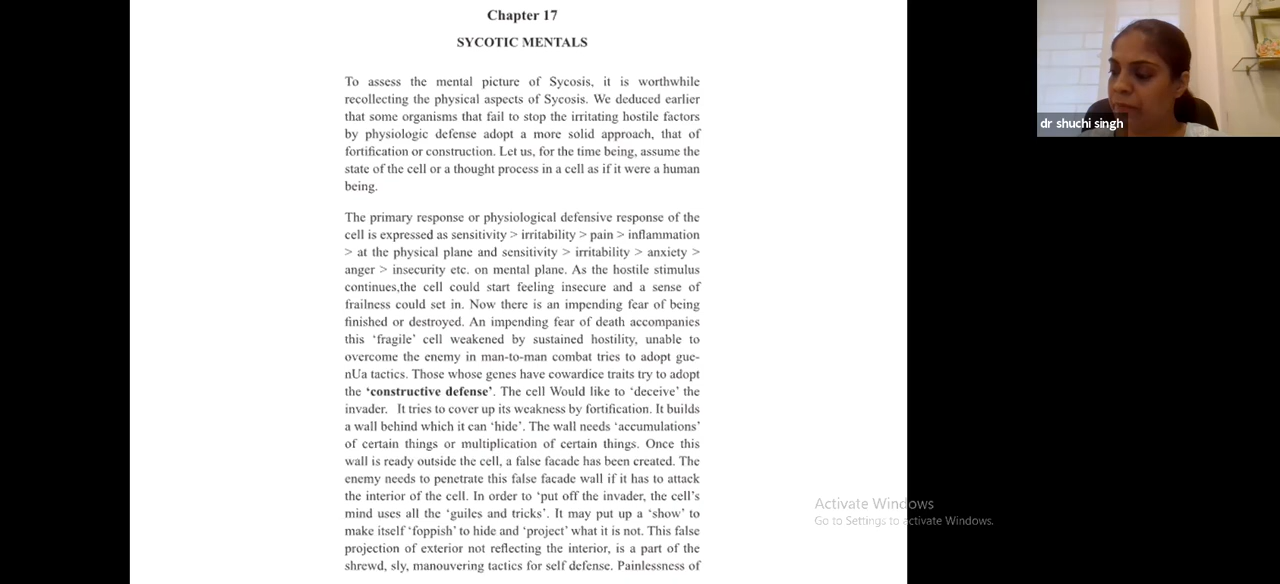 Chapter 17
SYCOTIC MENTALS
To assess the mental picture of Sycosis, it is worthwhile
recollecting the physical aspects of Sycosis. We deduced earlier
that some organisms that fail to stop the irritating hostile factors
by physiologic defense adopt a more solid approach, that of
fortification or construction. Let us, for the time being, assume the
state of the cell or a thought process in a cell as if it were a human
being.
The primary response or physiological defensive response of the
cell is expressed as sensitivity > irritability > pain > inflammation
> at the physical plane and sensitivity > irritability > anxiety >
anger > insecurity etc. on mental plane. As the hostile stimulus
continues,the cell could start feeling insecure and a sense of
frailness could set in. Now there is an impending fear of being
finished or destroyed. An impending fear of death accompanies
this ‘fragile’ cell weakened by sustained hostility, unable to
overcome the enemy in man-to-man combat tries to adopt gue-
nUa tactics. Those whose genes have cowardice traits try to adopt
the ‘constructive defense’. The cell Would like to ‘deceive’ the
invader. It tries to cover up its weakness by fortification. It builds
a wall behind which it can ‘hide’. The wall needs ‘accumulations’
of certain things or multiplication of certain things. Once this
wall is ready outside the cell, a false facade has been created. The
enemy needs to penetrate this false facade wall if it has to attack
the interior of the cell. In order to ‘put off the invader, the cell’s
mind uses all the ‘guiles and tricks’. It may put up a ‘show’ to
make itself ‘foppish’ to hide and ‘project’ what it is not. This false
projection of exterior not reflecting the interior, is a part of the
shrewd, sly, manouvering tactics for self defense. Painlessness of
dr shuchi singh
Activate Windows
Go to Settings to activate Windows.